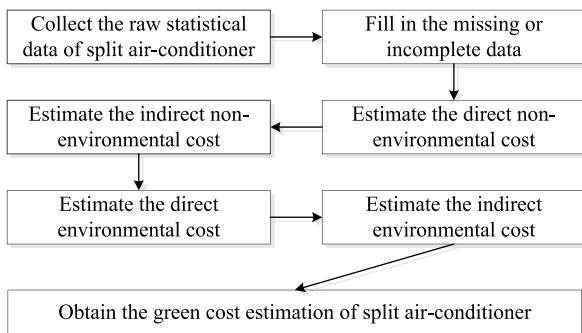 Collect the raw statistical
data of split air-conditioner
Fill in the missing or
incomplete data
Estimate the direct non-
environmental cost
Estimate the indirect non-
environmental cost
Estimate the direct
environmental cost
Estimate the indirect
environmental cost
Obtain the green cost estimation of split air-conditioner